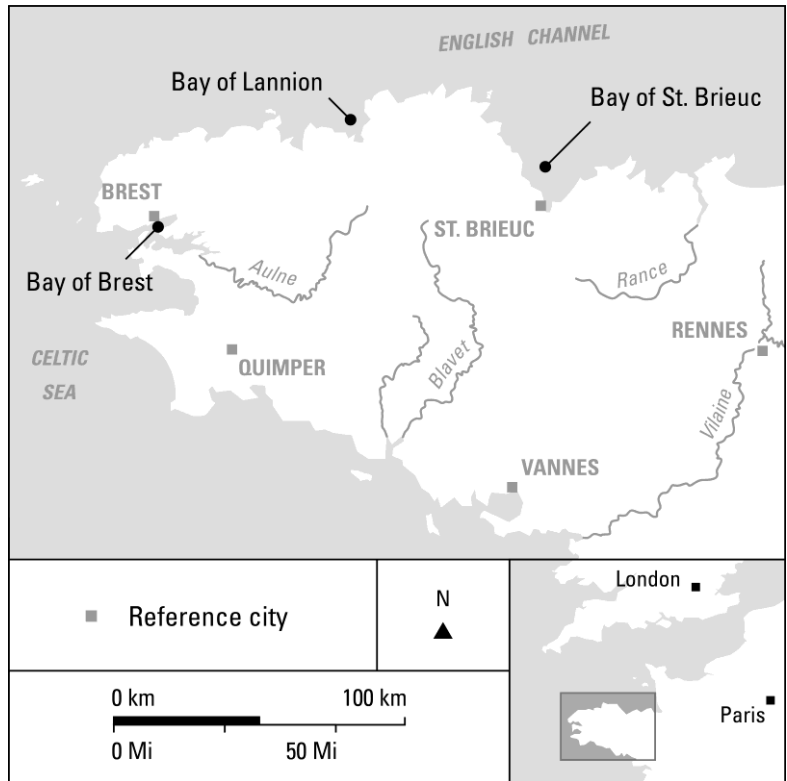 ENGLISH CHANNEL
Bay of Lannion
Bay of St. Brieuc
BREST
ST. BRIEUC
Bay of Brest
Aulne
Rance
RENNES
CELTIC
SEA
QUIMPER
Blavet
Vilaine
VANNES
Reference city
N
London
0 km 100 km
0 Mi 50 Mi
Paris